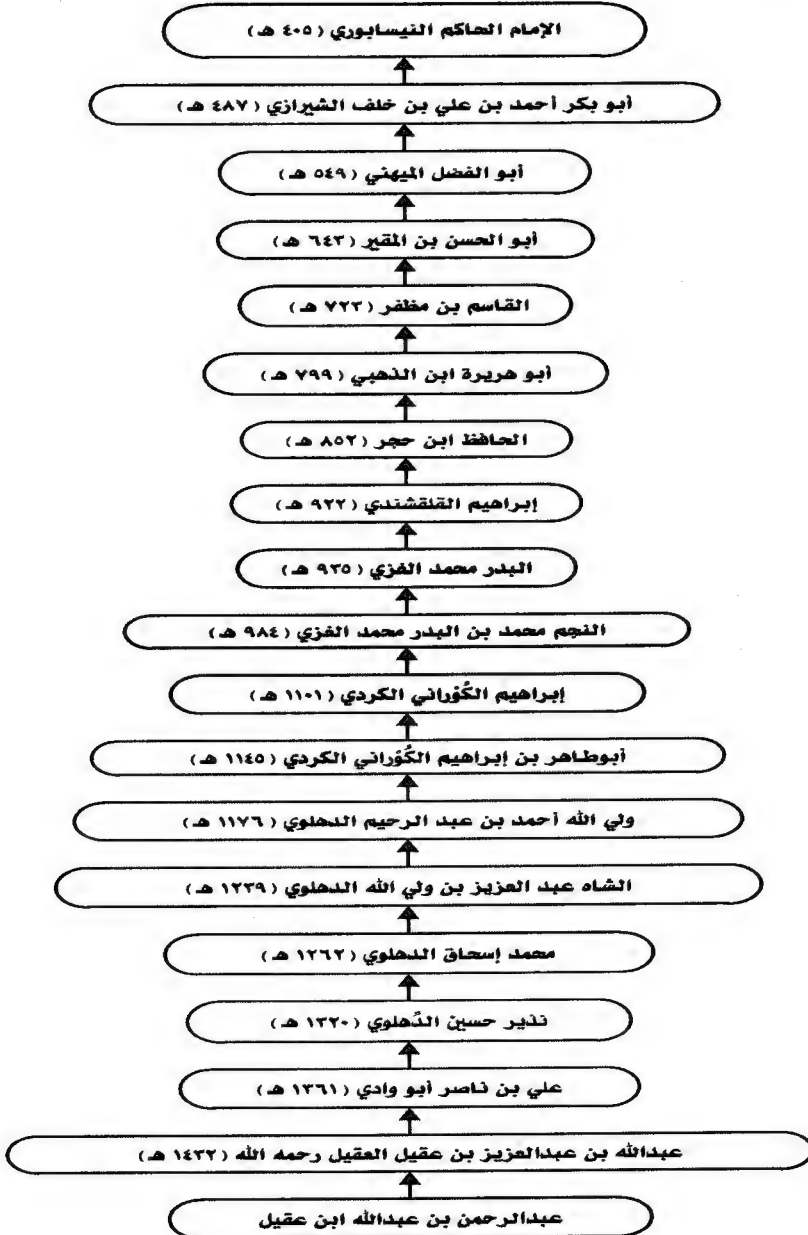 الإمام الحاكم النيسابوري (٤٠٥ هـ)
أبو بكر أحمد بن علي بن خلف الشيرازي (٤٨٧ هـ)
أبو الفضل الميهني (٥٤٩ هـ)
أبو الحسن بن المقير (٦٤٣ هـ)
القاسم بن مظفر (٧٢٣ هـ)
أبو هريرة ابن الذهبي (٧٩٩ هـ)
الحافظ ابن حجر (٨٥٢ هـ)
إبراهيم القلقشندي (٩٢٢ هـ)
البدر محمد الغزي (٩٣٥ هـ)
النجم محمد بن البدر محمد الغزي (٩٨٤ هـ)
إبراهيم الكُوْراني الكردي (١١٠١ هـ)
أبوطاهر بن إبراهيم الكُوْراني الكردي (١١٤٥ هـ)
ولي الله أحمد بن عبد الرحيم الدهلوي (١١٧٦ هـ)
الشاه عبد العزيز بن ولي الله الدهلوي (١٢٣٩ هـ)
محمد إسحاق الدهلوي (١٢٦٢ هـ)
نذير حسين الدِّهلوي (١٣٢٠ هـ)
علي بن ناصر أبو وادي (١٣٦١ هـ)
عبدالله بن عبدالعزيز بن عقيل العقيل رحمه الله (١٤٣٢ هـ)
عبدالرحمن بن عبدالله ابن عقيل